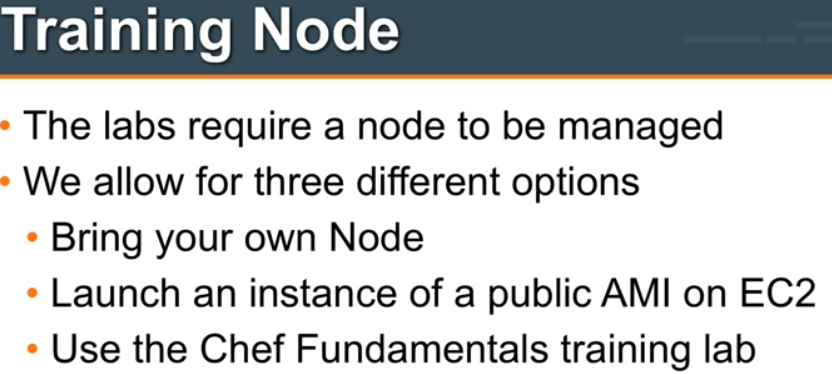 Training Node
• The labs require a node to be managed
• We allow for three different options
• Bring your own Node
• Launch an instance of a public AMI on EC2
• Use the Chef Fundamentals training lab